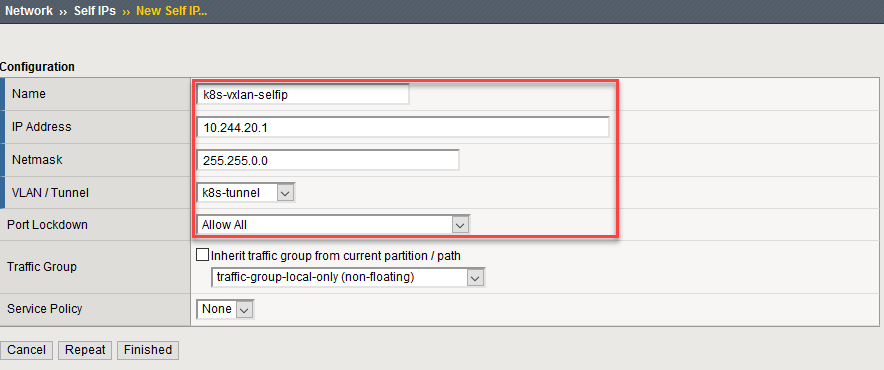 Network ›› Self IPs ›› New Self IP...
Configuration
Name k8s-vxlan-selfip
IP Address 10.244.20.1
Netmask 255.255.0.0
VLAN / Tunnel k8s-tunnel
Port Lockdown Allow All
Inherit traffic group from current partition / path
Traffic Group
traffic-group-local-only (non-floating)
Service Policy None
Cancel Repeat Finished